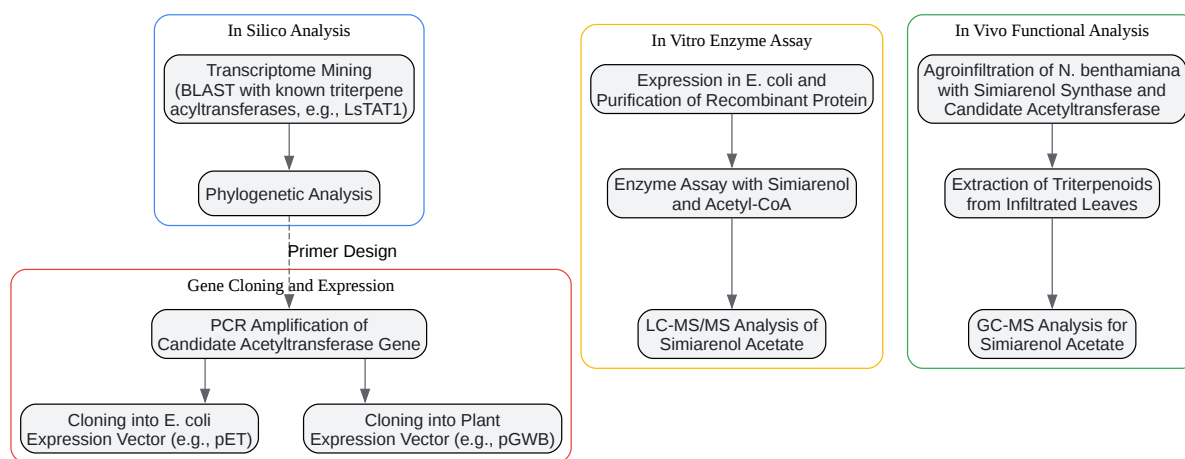 In Silico Analysis
Transcriptome Mining
(BLAST with known triterpene
acyltransferases, e.g., LsTAT1)
Phylogenetic Analysis
Primer Design
Gene Cloning and Expression
PCR Amplification of
Candidate Acetyltransferase Gene
Cloning into E. coli
Expression Vector (e.g., pET)
Cloning into Plant
Expression Vector (e.g., pGWB)
In Vitro Enzyme Assay
Expression in E. coli and
Purification of Recombinant Protein
Enzyme Assay with Simiarenol
and Acetyl-CoA
LC-MS/MS Analysis of
Simiarenol Acetate
In Vivo Functional Analysis
Agroinfiltration of N. benthamiana
with Simiarenol Synthase and
Candidate Acetyltransferase
Extraction of Triterpenoids
from Infiltrated Leaves
GC-MS Analysis for
Simiarenol Acetate